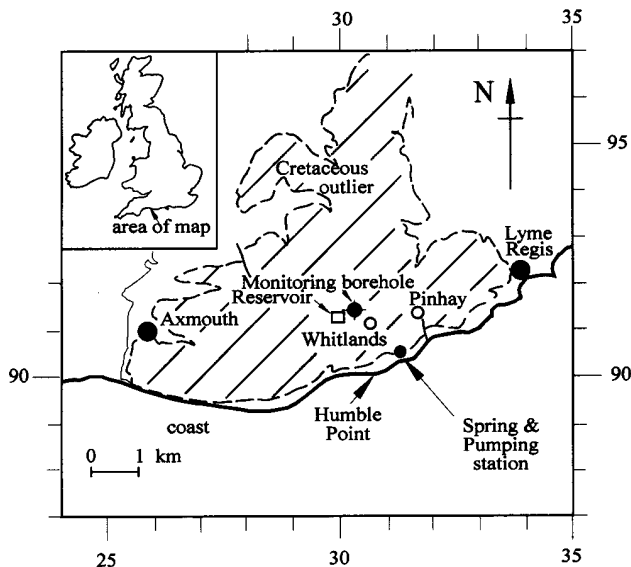 30
35
N
95
Cretaceous
outlier
area of map
Lyme
Regis
Monitoring borehole
Reservoir
Pinhay
Axmouth
Whitlands
90
90
Humble
Point
Spring &
Pumping
station
coast
0 1 km
25
30
35